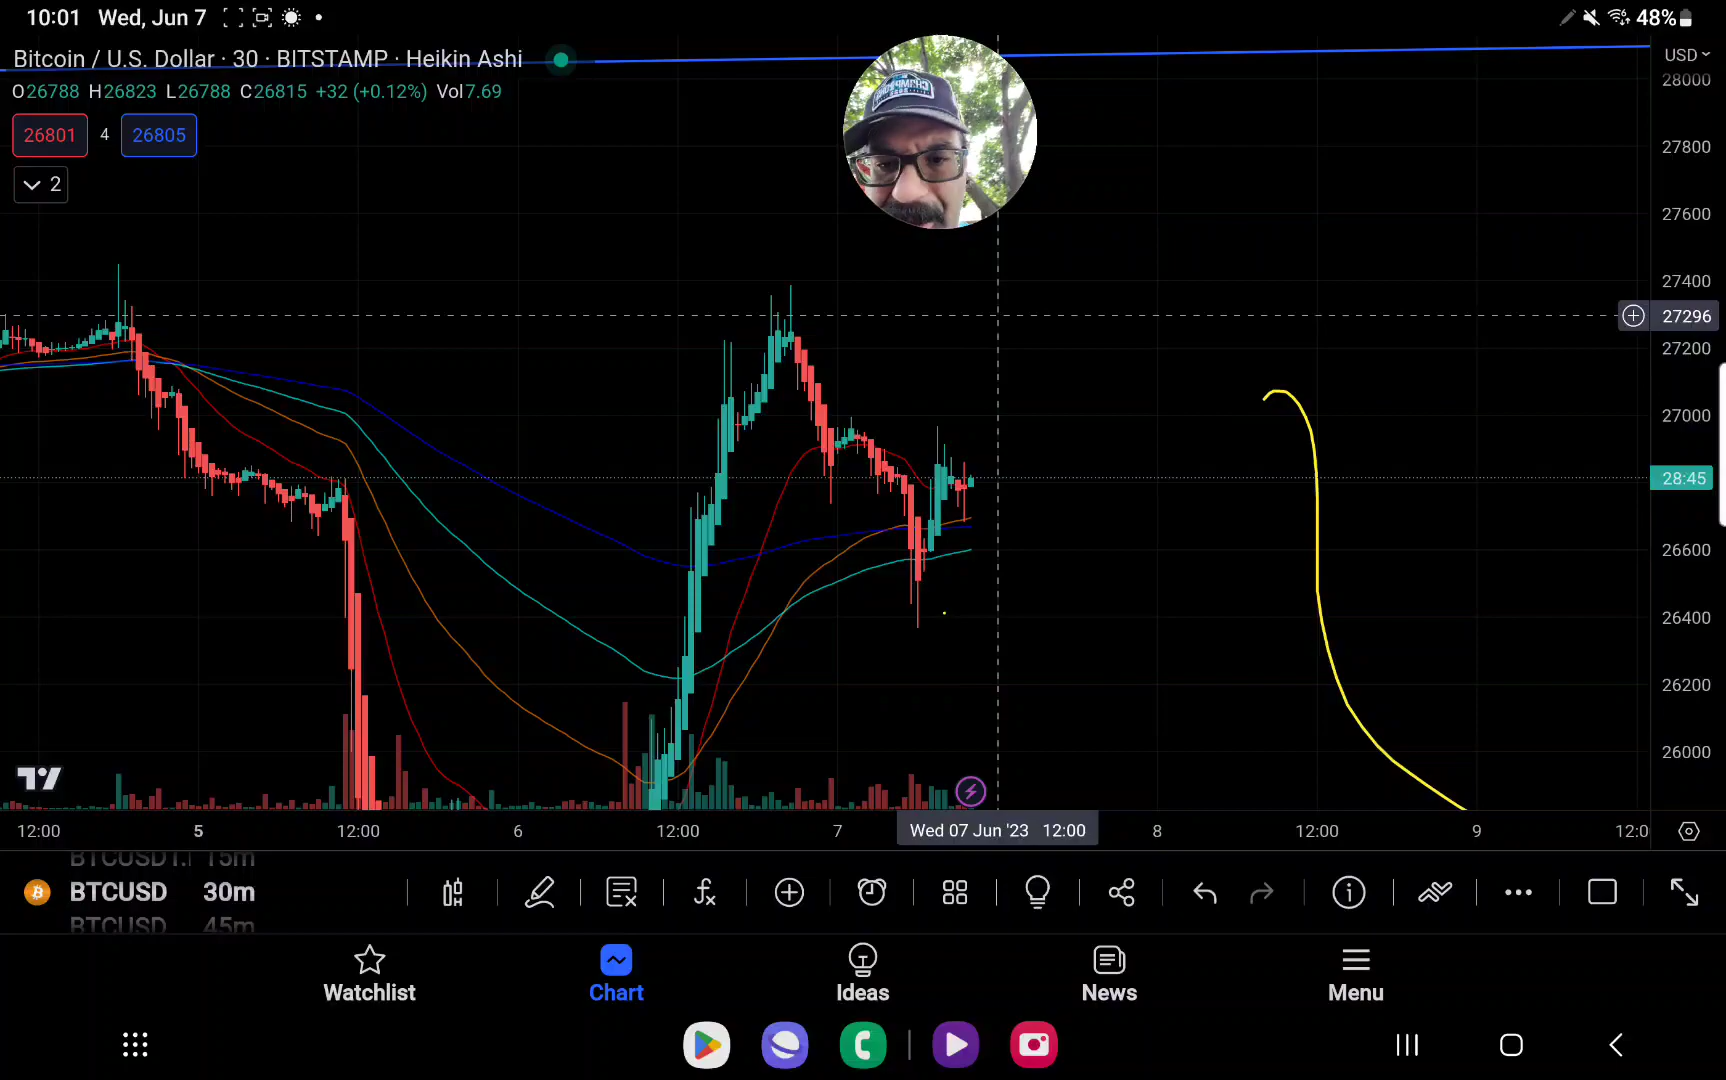 10:01 Wed, Jun 7 48%
Bitcoin / U.S. Dollar · 30 · BITSTAMP · Heikin Ashi
USD
O26788 H26823 L26788 C26815 +32 (+0.12%) Vol7.69
26801 4 26805
2
28000
27800
27600
27400
27296
27200
27000
28:45
26600
26400
26200
26000
12:00 5 12:00 6 12:00 7 Wed 07 Jun '23 12:00 8 12:00 9 12:0
15m
BTCUSD 30m
BTCUSD 45m
Watchlist Chart Ideas News Menu